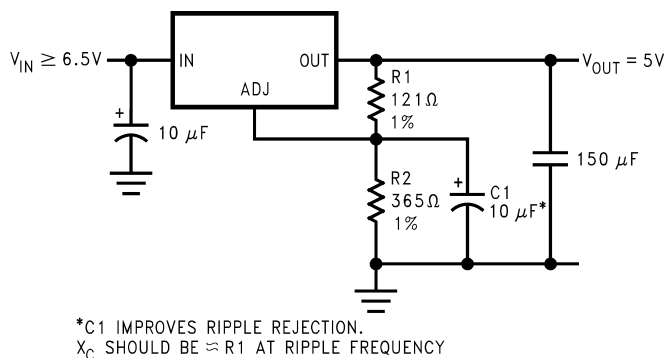 V_IN ≥ 6.5V
IN
OUT
ADJ
V_OUT = 5V
+
10 μF
R1
121Ω
1%
R2
365Ω
1%
+
C1
10 μF*
150 μF
*C1 IMPROVES RIPPLE REJECTION.
X_C SHOULD BE ≈ R1 AT RIPPLE FREQUENCY